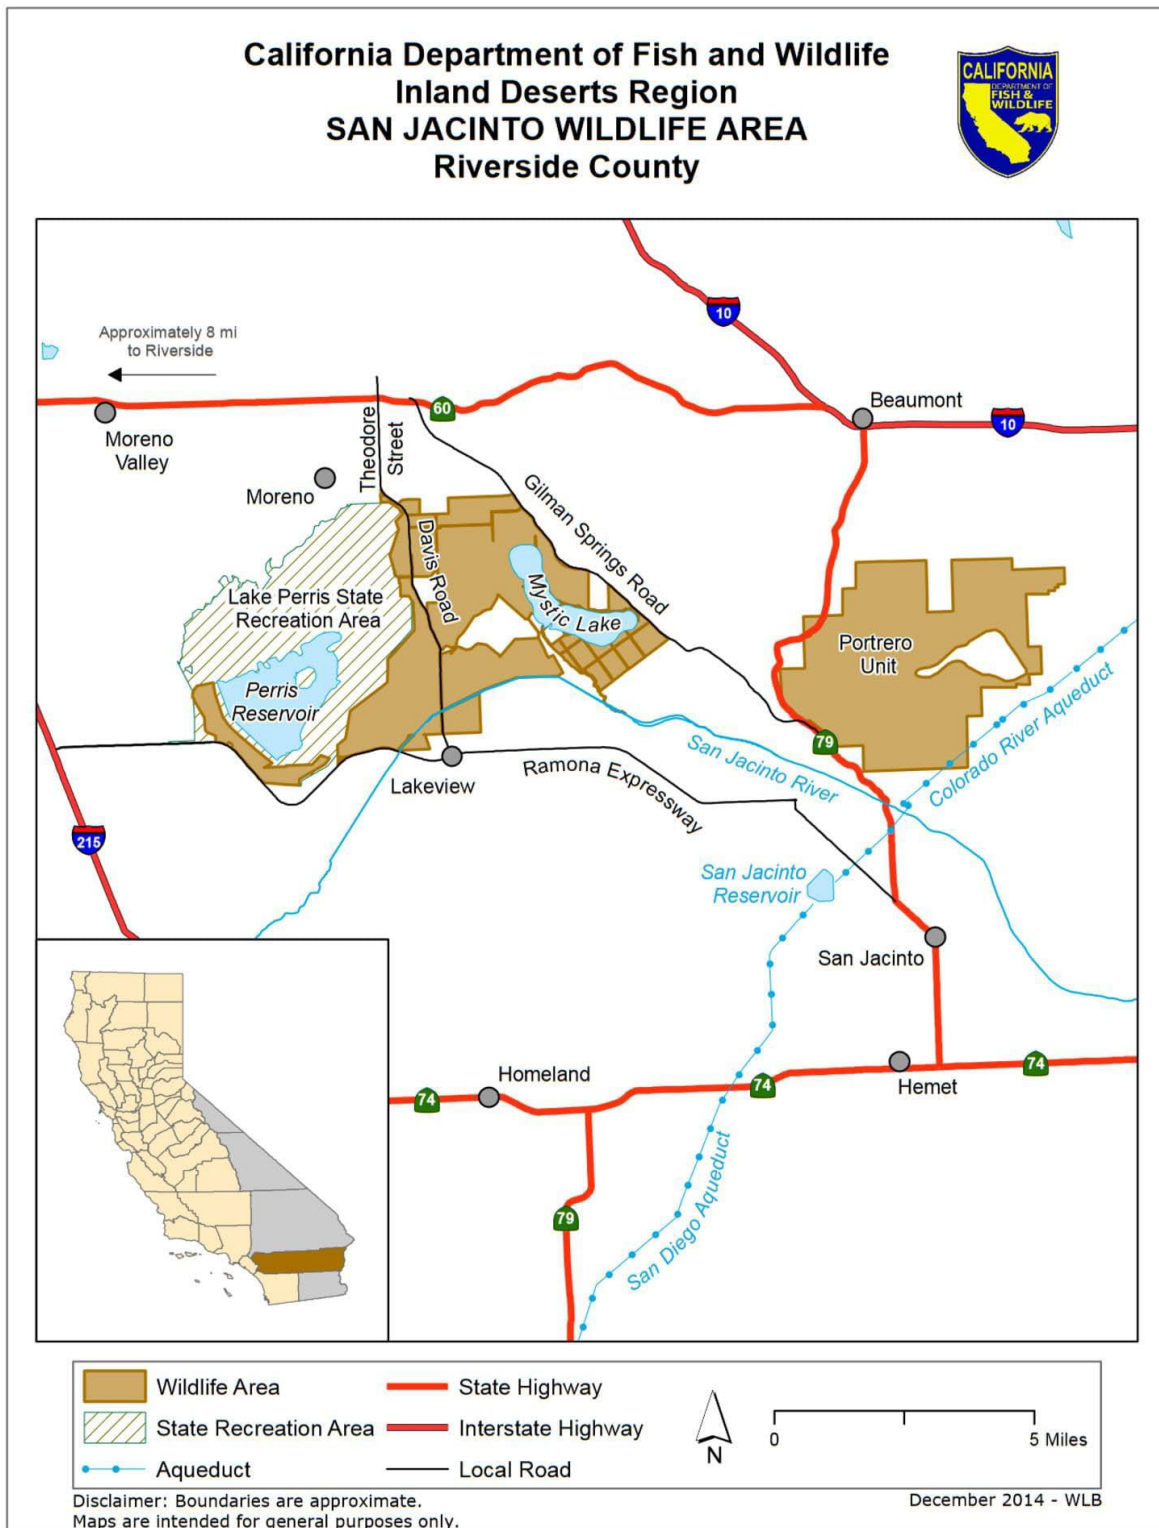 California Department of Fish and Wildlife
Inland Deserts Region
SAN JACINTO WILDLIFE AREA
Riverside County
CALIFORNIA
DEPARTMENT OF
FISH &
WILDLIFE
10
Approximately 8 mi
to Riverside
Beaumont
60
10
Moreno
Valley
Theodore
Street
Moreno
Gilman Springs Road
Davis Road
Lake Perris State
Recreation Area
Mystic Lake
Portrero
Unit
Perris
Reservoir
79
San Jacinto River
Colorado River Aqueduct
Lakeview
Ramona Expressway
215
San Jacinto
Reservoir
San Jacinto
Homeland
74
74
Hemet
74
79
San Diego Aqueduct
Wildlife Area
State Highway
State Recreation Area
Interstate Highway
Aqueduct
Local Road
N
0
5 Miles
Disclaimer: Boundaries are approximate.
Maps are intended for general purposes only.
December 2014 - WLB